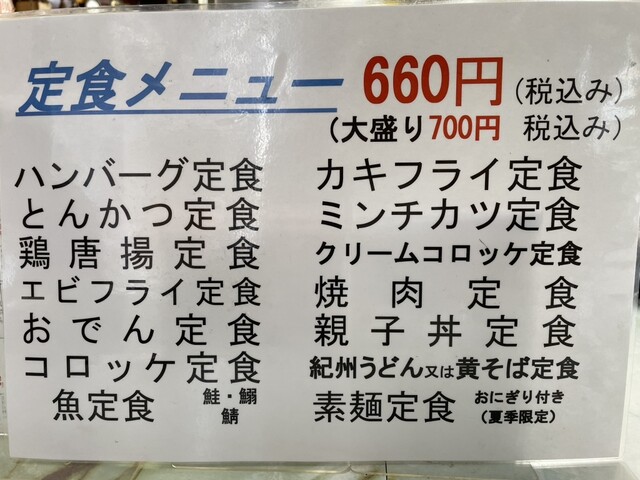 定食メニュー 660円(税込み)
(大盛り700円 税込み)
ハンバーグ定食 カキフライ定食
とんかつ定食 ミンチカツ定食
鶏唐揚定食 クリームコロッケ定食
エビフライ定食 焼肉定食
おでん定食 親子丼定食
コロッケ定食 紀州うどん又は黄そば定食
魚定食 鮭・鰯 鯖 素麺定食 おにぎり付き
(夏季限定)